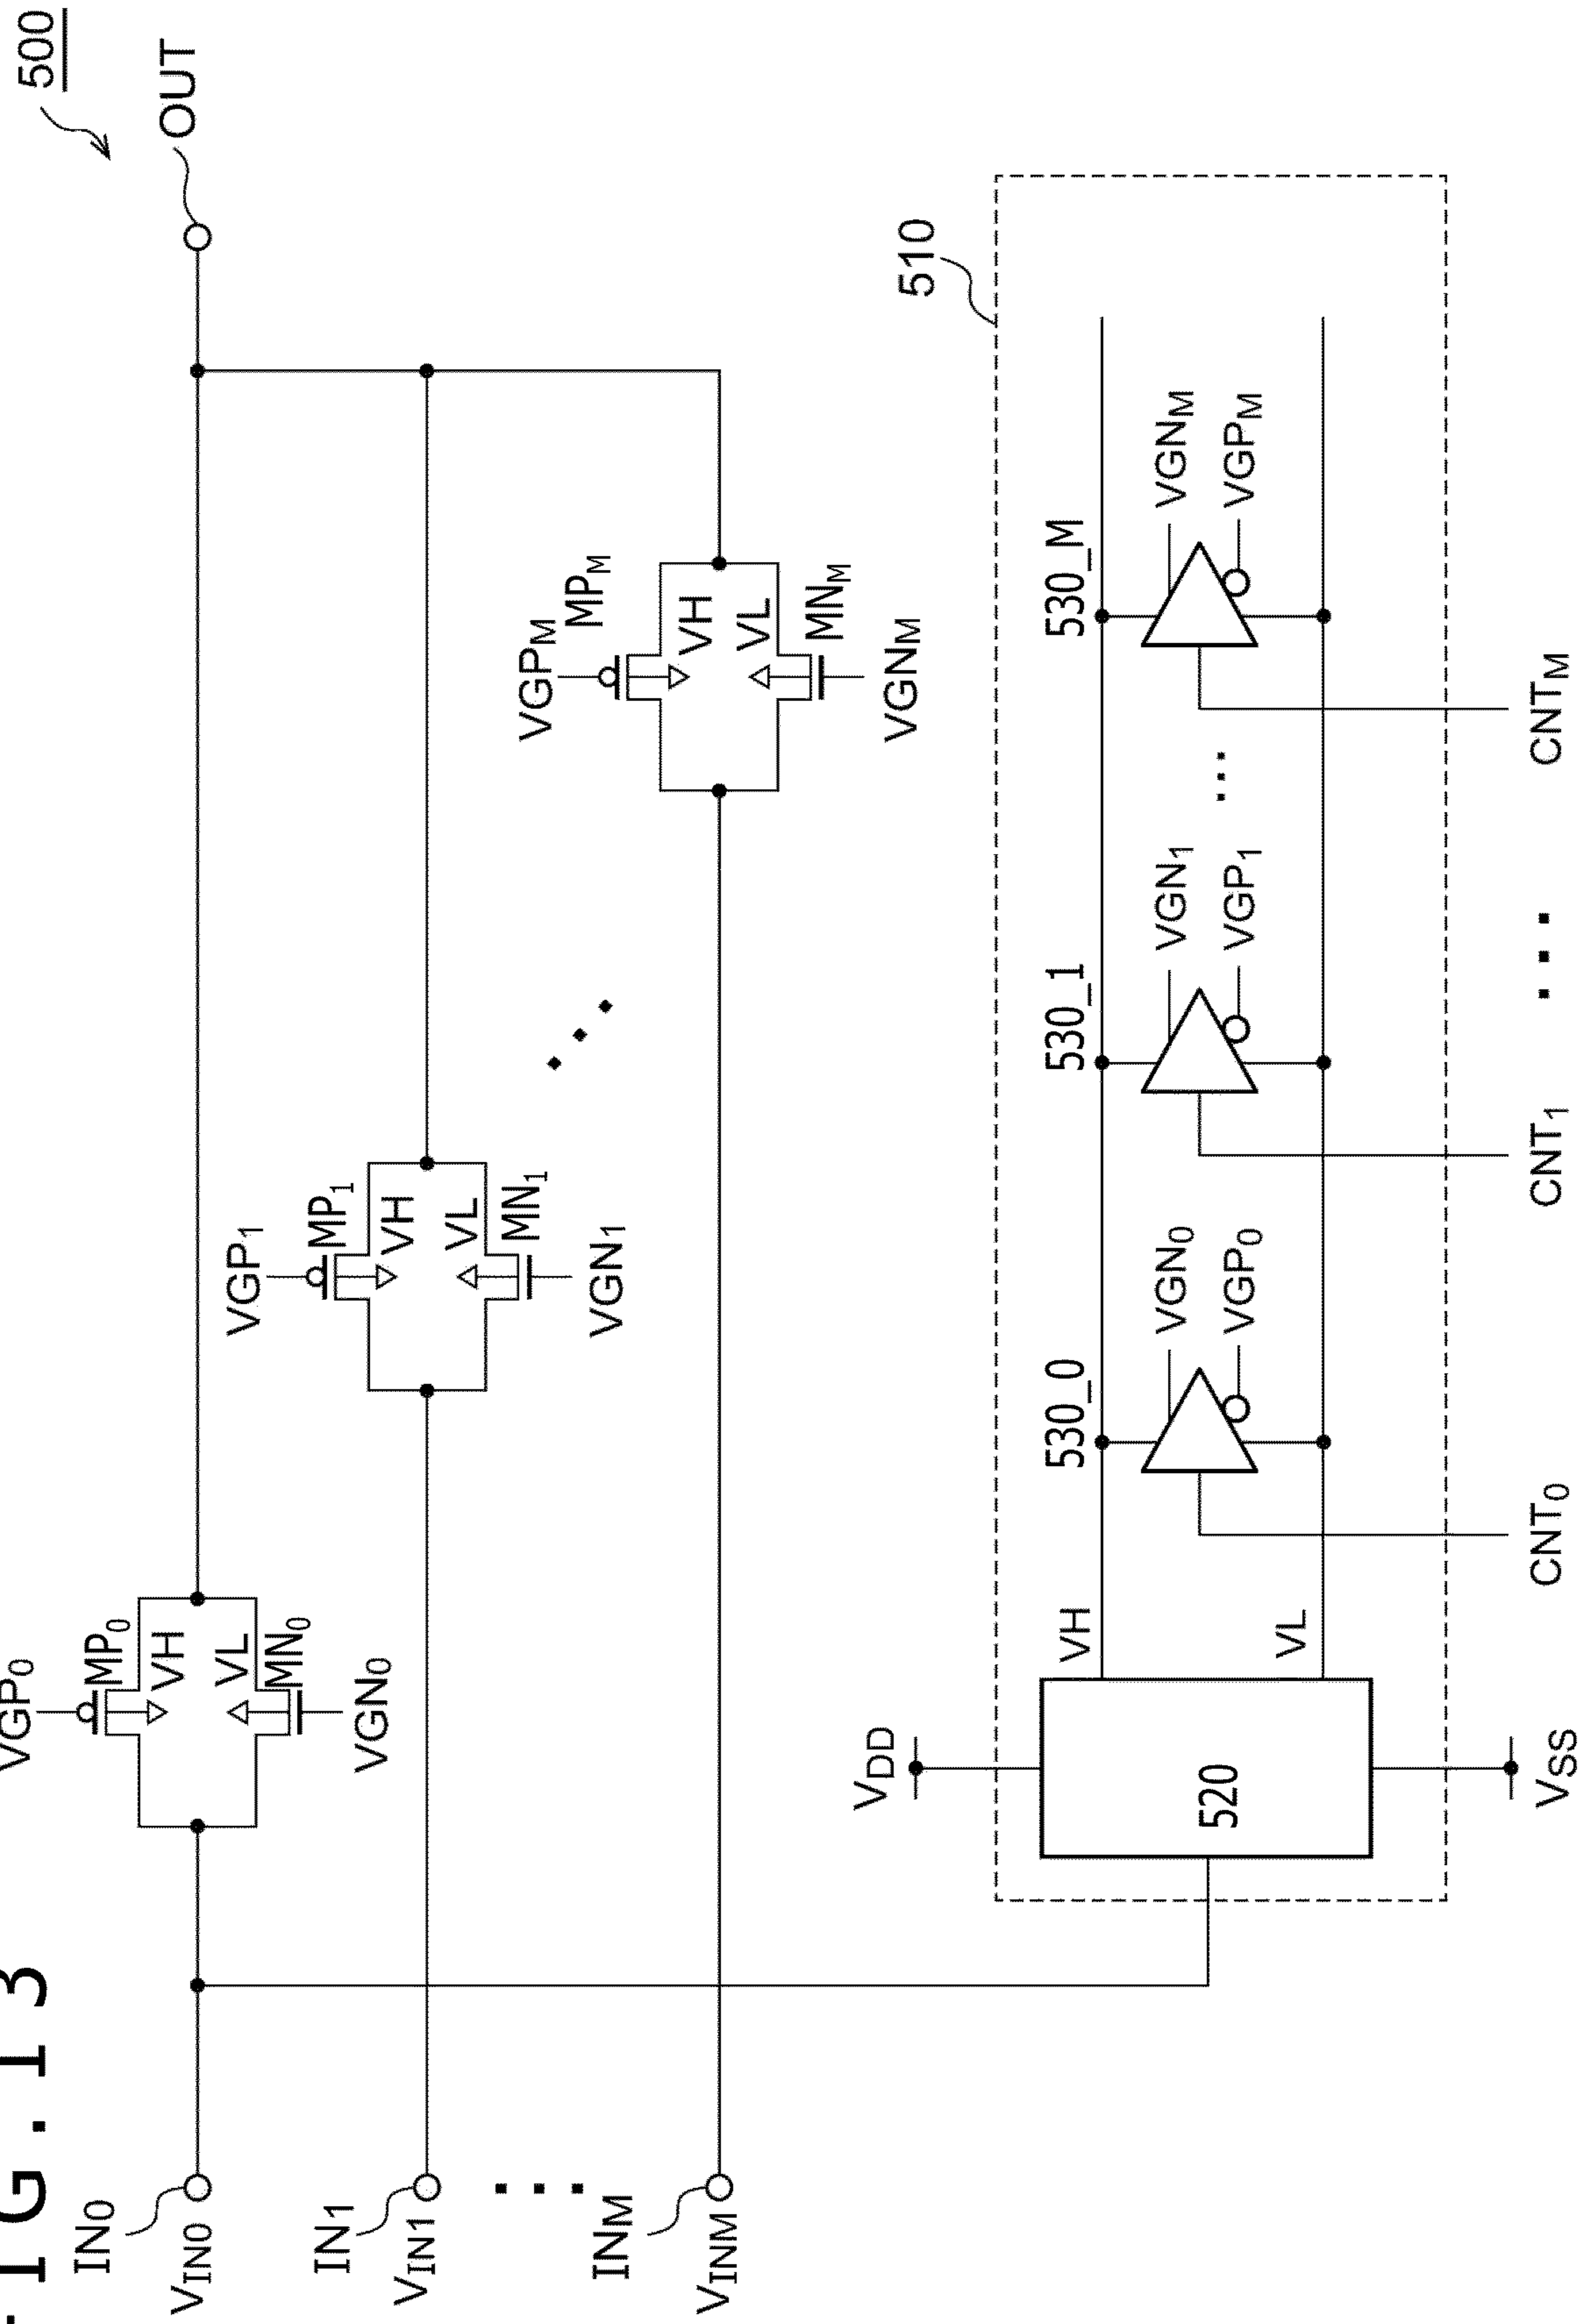 FIG.13
500
OUT
IN0
VIN0
VGP0
MP0
VH
VL
MN0
VGN0
IN1
VIN1
VGP1
MP1
VH
VL
MN1
VGN1
INM
VINM
VGPM
MPM
VH
VL
MNM
VGNM
510
VDD
520
VSS
VH
VL
530_0
VGN0
VGP0
CNT0
530_1
VGN1
VGP1
CNT1
...
530_M
VGNM
VGPM
CNTM